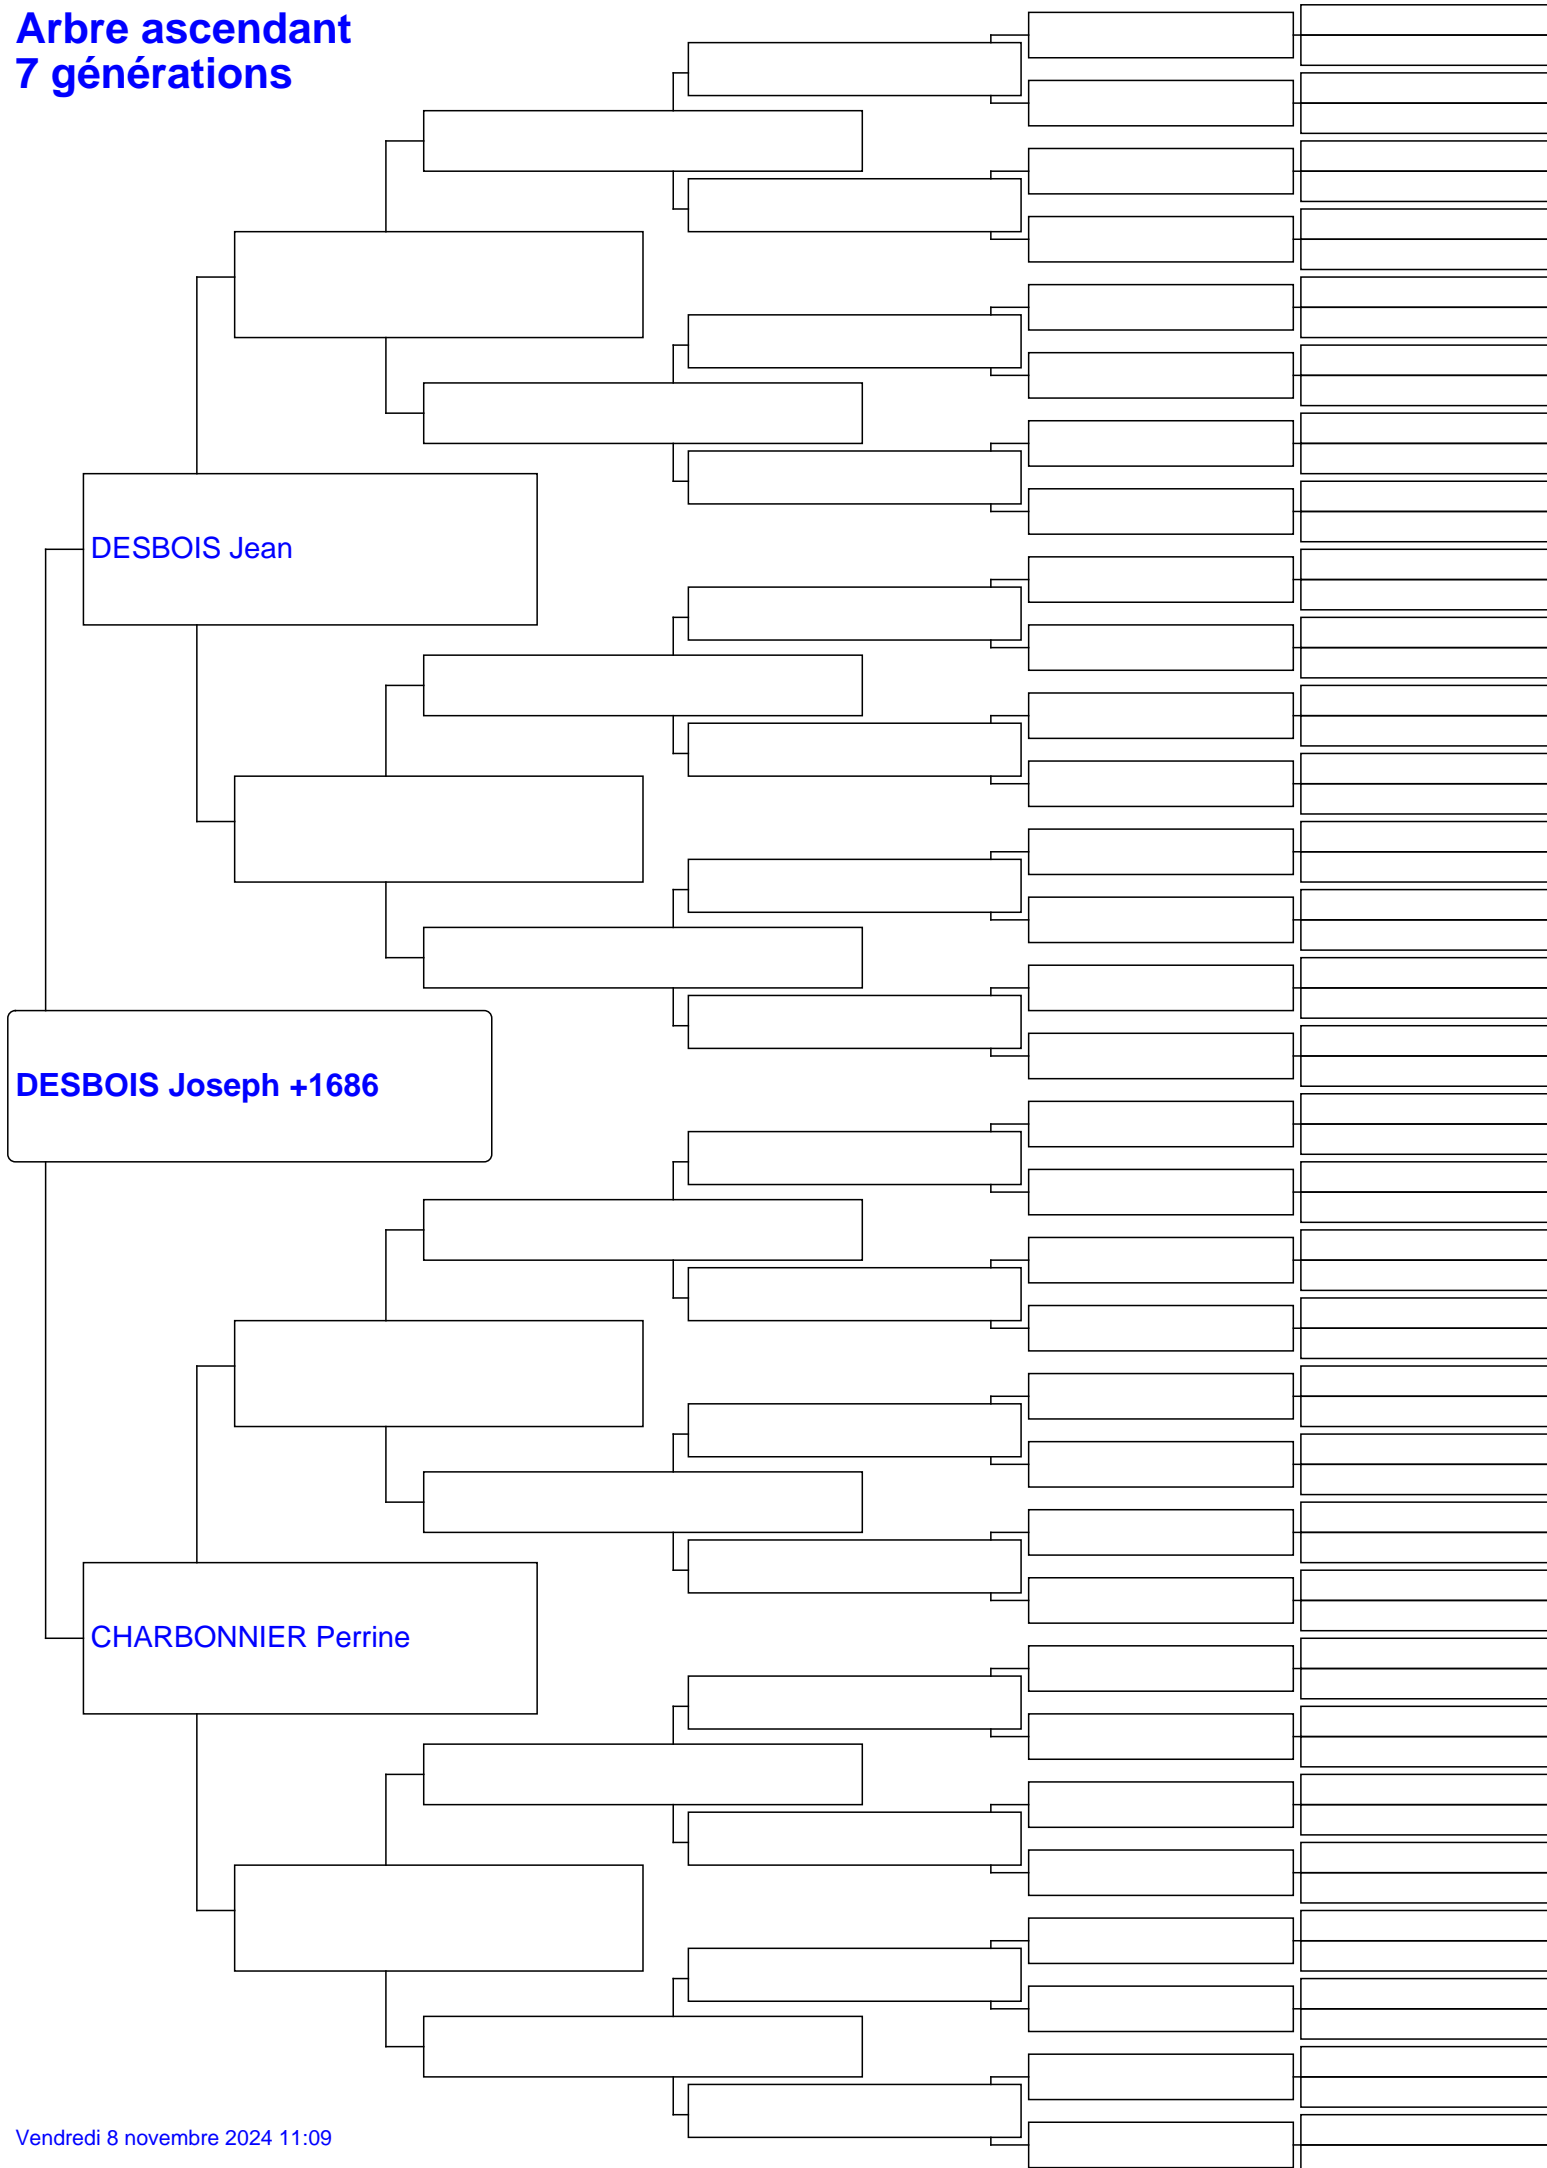 Arbre ascendant
7 générations
DESBOIS Jean
DESBOIS Joseph +1686
CHARBONNIER Perrine
Vendredi 8 novembre 2024 11:09